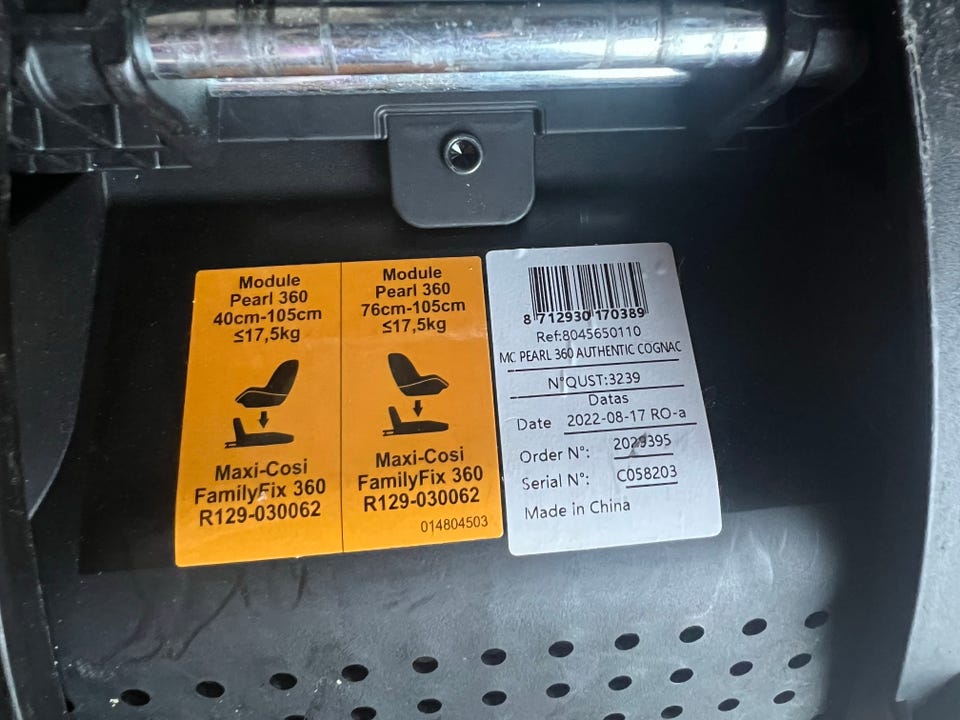 Module
Pearl 360
40cm-105cm
≤17,5kg
Maxi-Cosi
FamilyFix 360
R129-030062
Module
Pearl 360
76cm-105cm
≤17,5kg
Maxi-Cosi
FamilyFix 360
R129-030062
014804503
8 712930 170389
Ref:8045650110
MC PEARL 360 AUTHENTIC COGNAC
N°QUST:3239
Datas
Date 2022-08-17 RO-a
Order N°: 2029395
Serial N°: C058203
Made in China